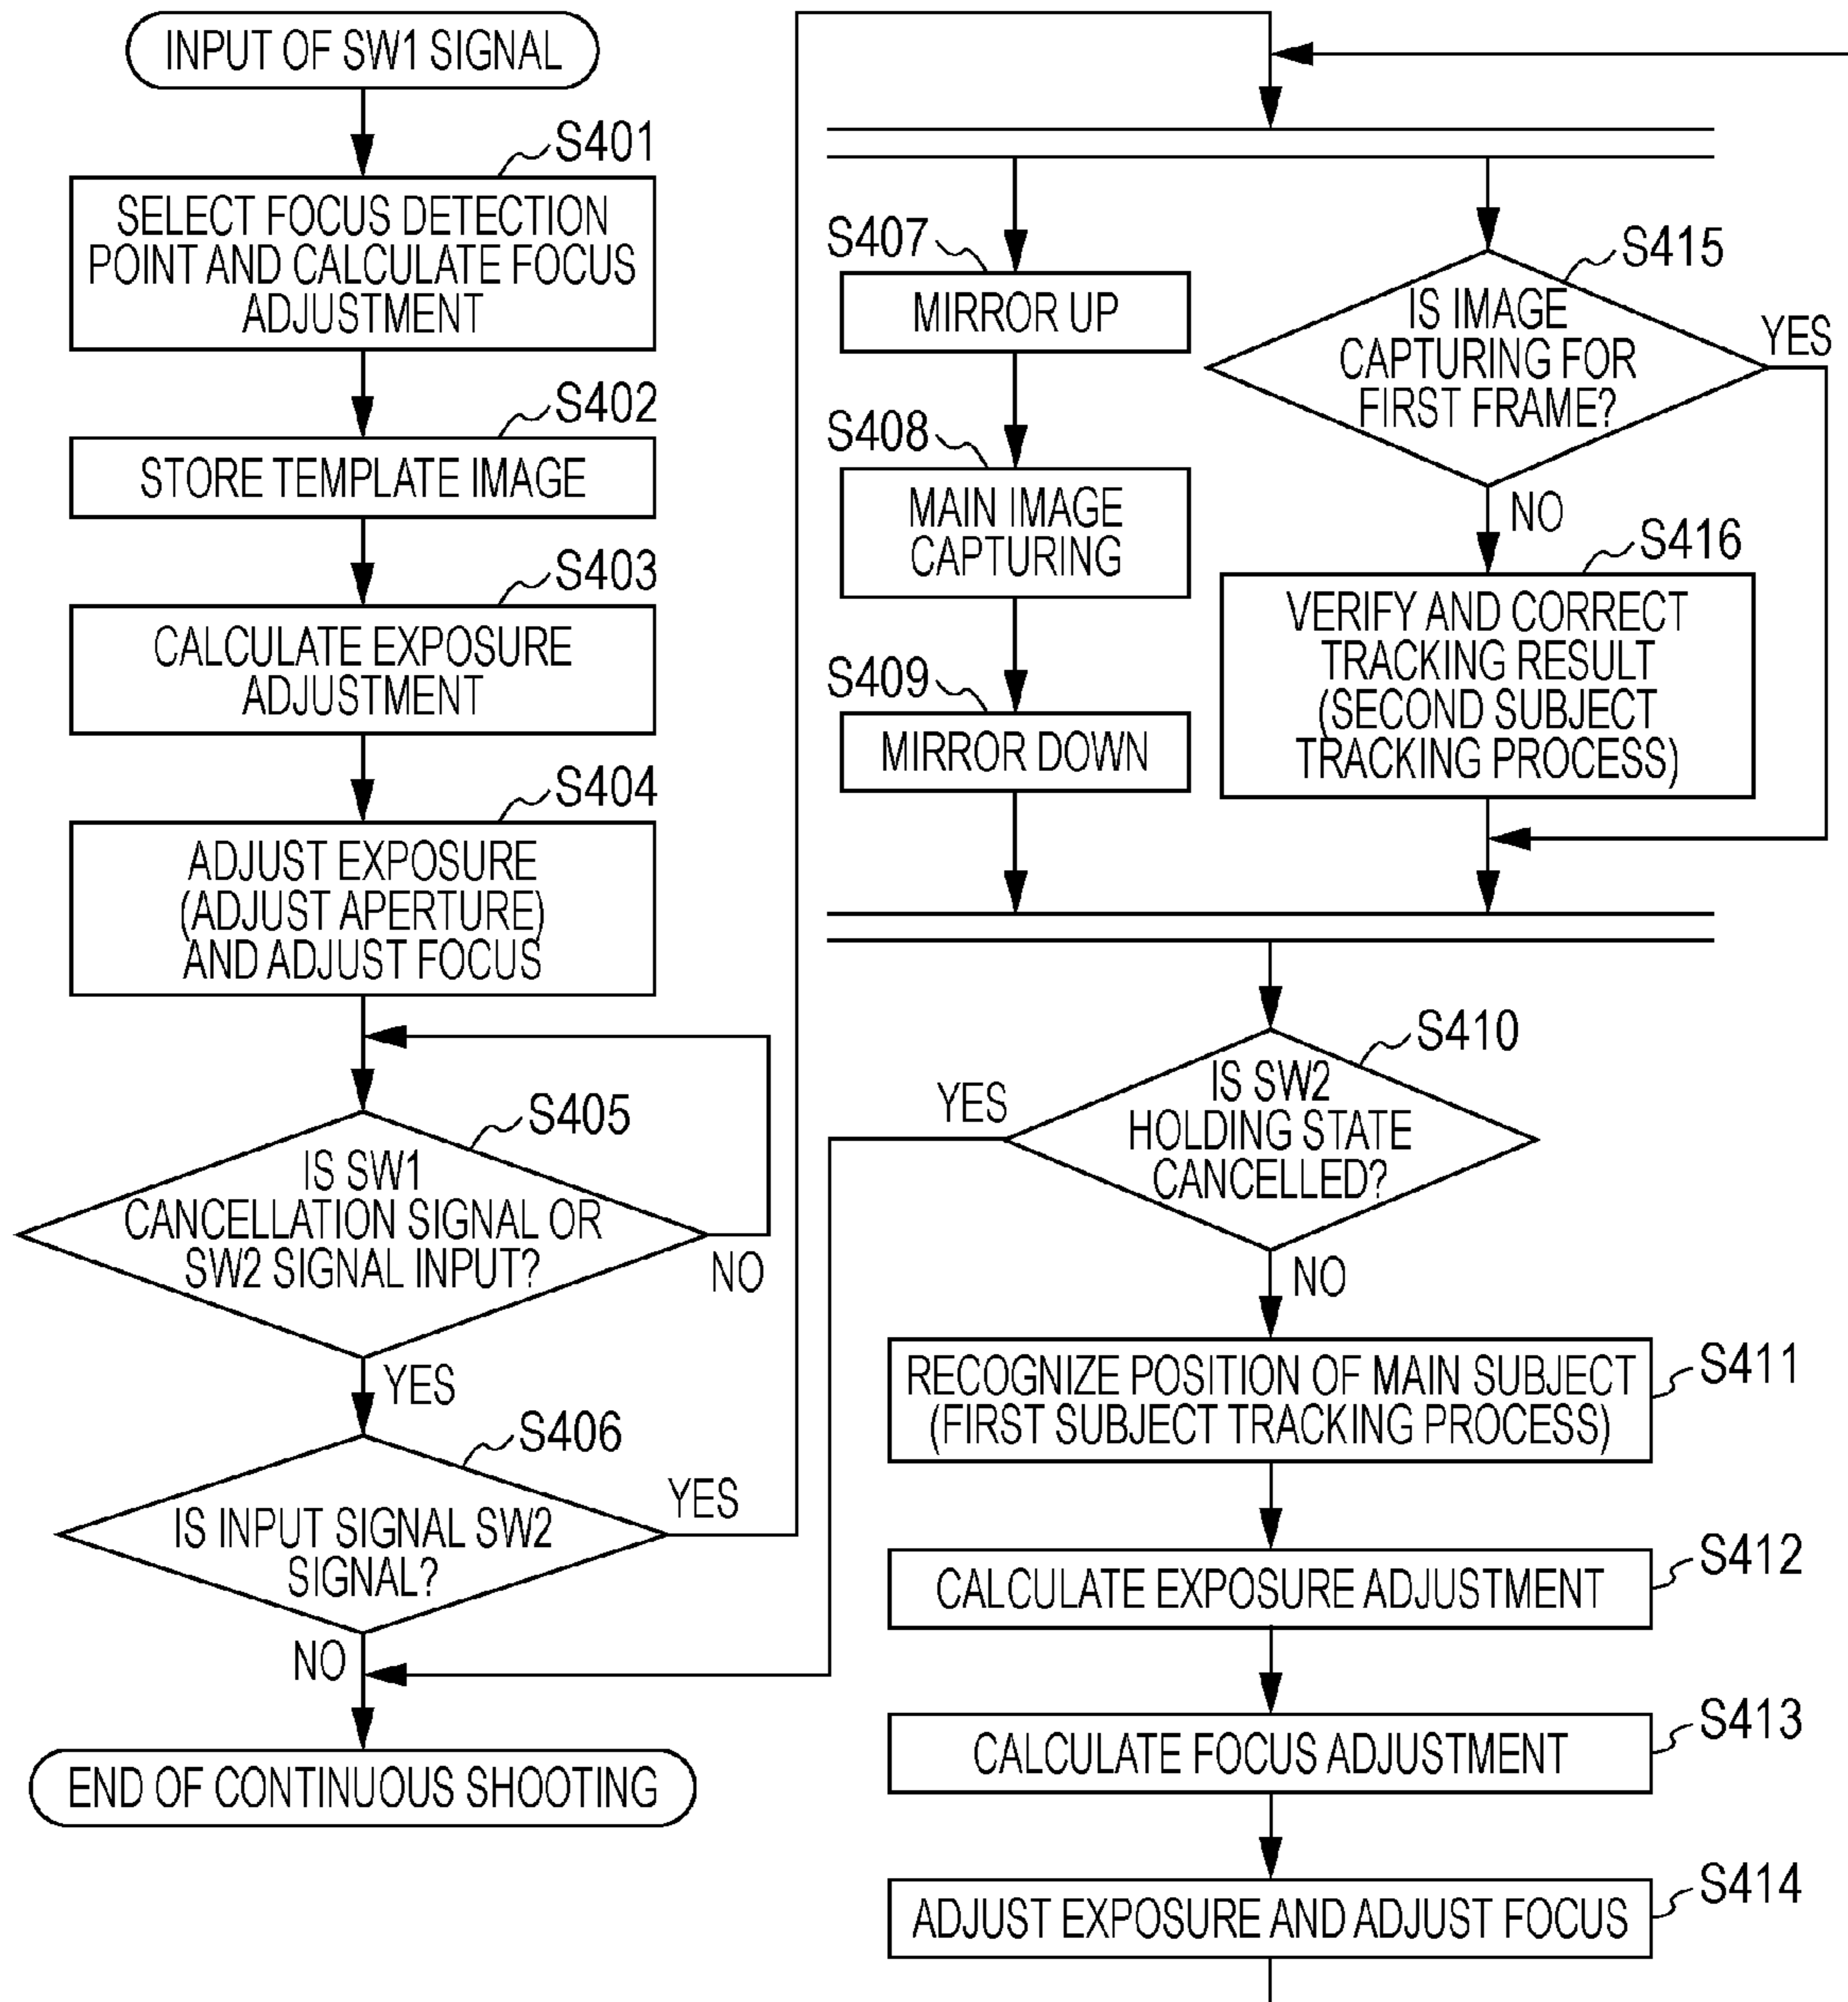 INPUT OF SW1 SIGNAL
S401
SELECT FOCUS DETECTION
POINT AND CALCULATE FOCUS
ADJUSTMENT
S402
STORE TEMPLATE IMAGE
S403
CALCULATE EXPOSURE
ADJUSTMENT
S404
ADJUST EXPOSURE
(ADJUST APERTURE)
AND ADJUST FOCUS
S405
IS SW1
CANCELLATION SIGNAL OR
SW2 SIGNAL INPUT?
NO
YES
S406
IS INPUT SIGNAL SW2
SIGNAL?
YES
NO
END OF CONTINUOUS SHOOTING
S407
MIRROR UP
S408
MAIN IMAGE
CAPTURING
S409
MIRROR DOWN
S415
IS IMAGE
CAPTURING FOR
FIRST FRAME?
YES
NO
S416
VERIFY AND CORRECT
TRACKING RESULT
(SECOND SUBJECT
TRACKING PROCESS)
S410
IS SW2
HOLDING STATE
CANCELLED?
YES
NO
S411
RECOGNIZE POSITION OF MAIN SUBJECT
(FIRST SUBJECT TRACKING PROCESS)
S412
CALCULATE EXPOSURE ADJUSTMENT
S413
CALCULATE FOCUS ADJUSTMENT
S414
ADJUST EXPOSURE AND ADJUST FOCUS